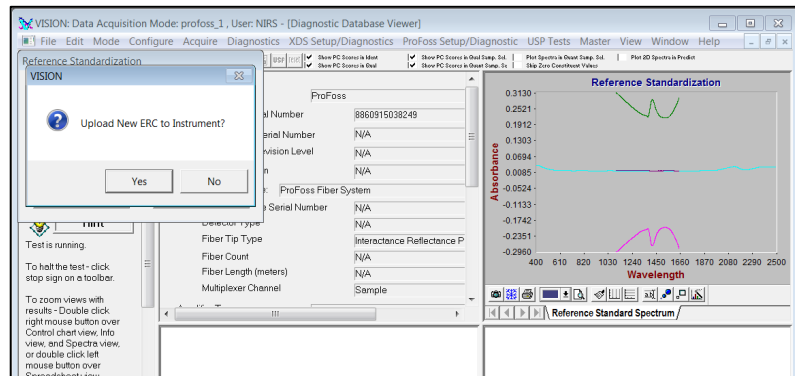 VISION: Data Acquisition Mode: profoss_1 , User: NIRS - [Diagnostic Database Viewer]
File Edit Mode Configure Acquire Diagnostics XDS Setup/Diagnostics ProFoss Setup/Diagnostic USP Tests Master View Window Help
Reference Standardization
USP
Show PC Scores in Ident
Show PC Scores in Qual Samp. Sel.
Plot Spectra in Quant Samp. Sel.
Plot 2D Spectra in Predict
Show PC Scores in Qual
Show PC Scores in Quant Samp. Se
Skip Zero Constituent Values
VISION
Upload New ERC to Instrument?
Yes No
Hint
Test is running.
To halt the test - click
stop sign on a toolbar.
To zoom views with
results - Double click
right mouse button over
Control chart view, Info
view, and Spectra view,
or double click left
mouse button over
Spreadsheet view
ProFoss
al Number 8860915038249
erial Number N/A
evision Level N/A
n N/A
: ProFoss Fiber System
e Serial Number N/A
Detector Type N/A
Fiber Tip Type Interactance Reflectance P
Fiber Count N/A
Fiber Length (meters) N/A
Multiplexer Channel Sample
Reference Standardization
Absorbance
0.3130
0.2521
0.1912
0.1303
0.0694
0.0085
-0.0524
-0.1133
-0.1742
-0.2351
-0.2960
400 610 820 1030 1240 1450 1660 1870 2080 2290 2500
Wavelength
Reference Standard Spectrum